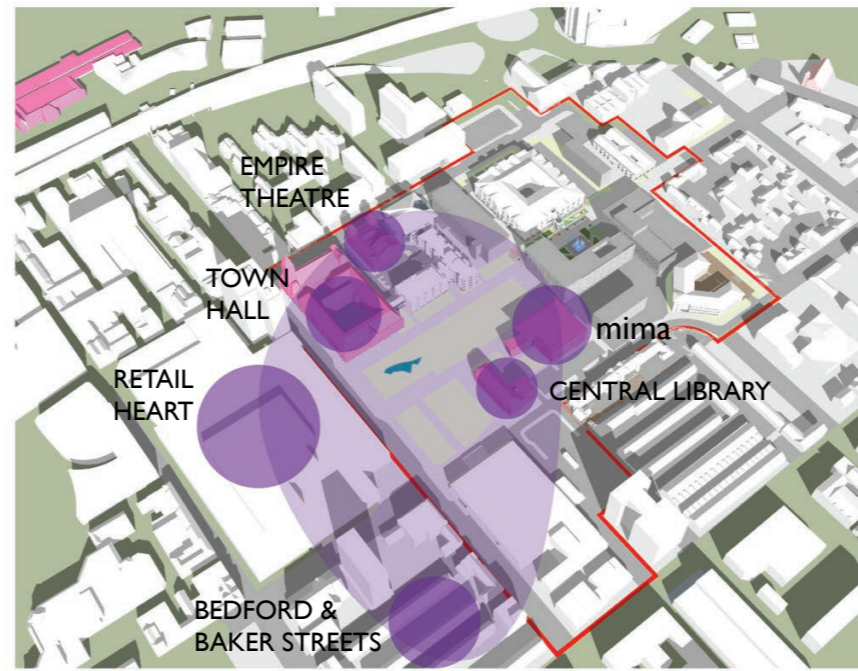 EMPIRE
THEATRE
TOWN
HALL
mima
RETAIL
HEART
CENTRAL LIBRARY
BEDFORD &
BAKER STREETS